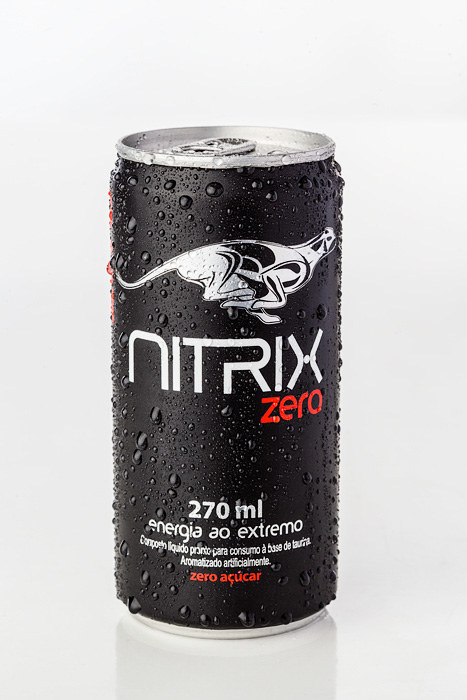 NITRIX
zero
270 ml
energia ao extremo
Composto líquido pronto para consumo à base de taurina.
Aromatizado artificialmente.
zero açúcar